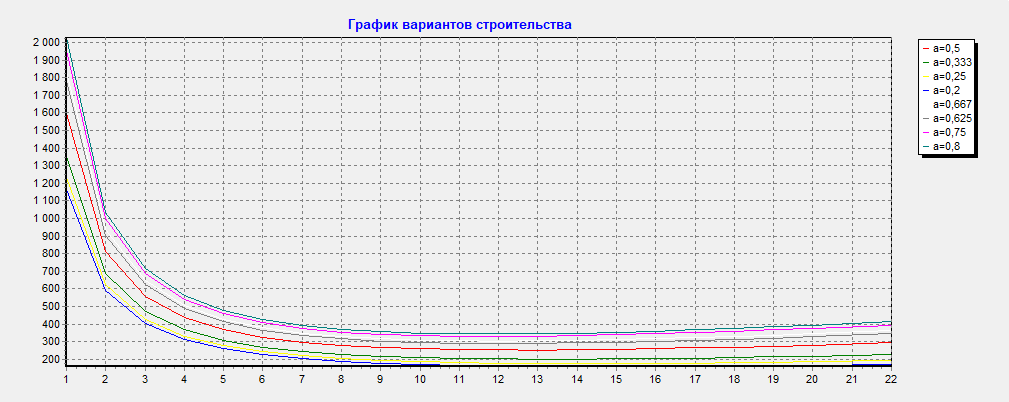 График вариантов строительства
2 000
1 900
1 800
1 700
1 600
1 500
1 400
1 300
1 200
1 100
1 000
900
800
700
600
500
400
300
200
1 2 3 4 5 6 7 8 9 10 11 12 13 14 15 16 17 18 19 20 21 22
a=0,5
a=0,333
a=0,25
a=0,2
a=0,667
a=0,625
a=0,75
a=0,8